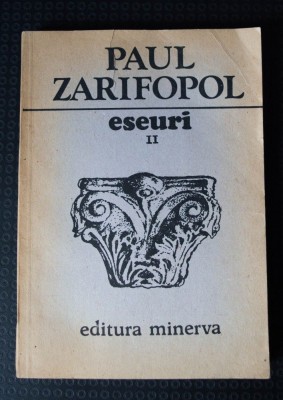 PAUL
ZARIFOPOL
eseuri
II
editura minerva